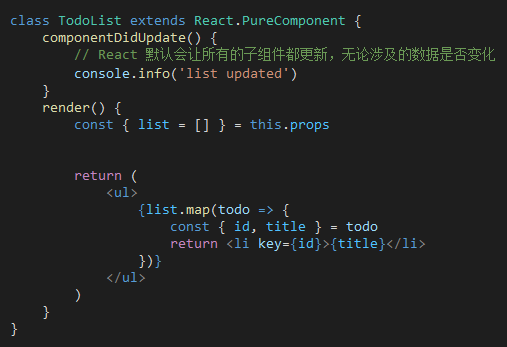 class TodoList extends React.PureComponent {
    componentDidUpdate() {
        // React 默认会让所有的子组件都更新，无论涉及的数据是否变化
        console.info('list updated')
    }
    render() {
        const { list = [] } = this.props

        return (
            <ul>
                {list.map(todo => {
                    const { id, title } = todo
                    return <li key={id}>{title}</li>
                })}
            </ul>
        )
    }
}